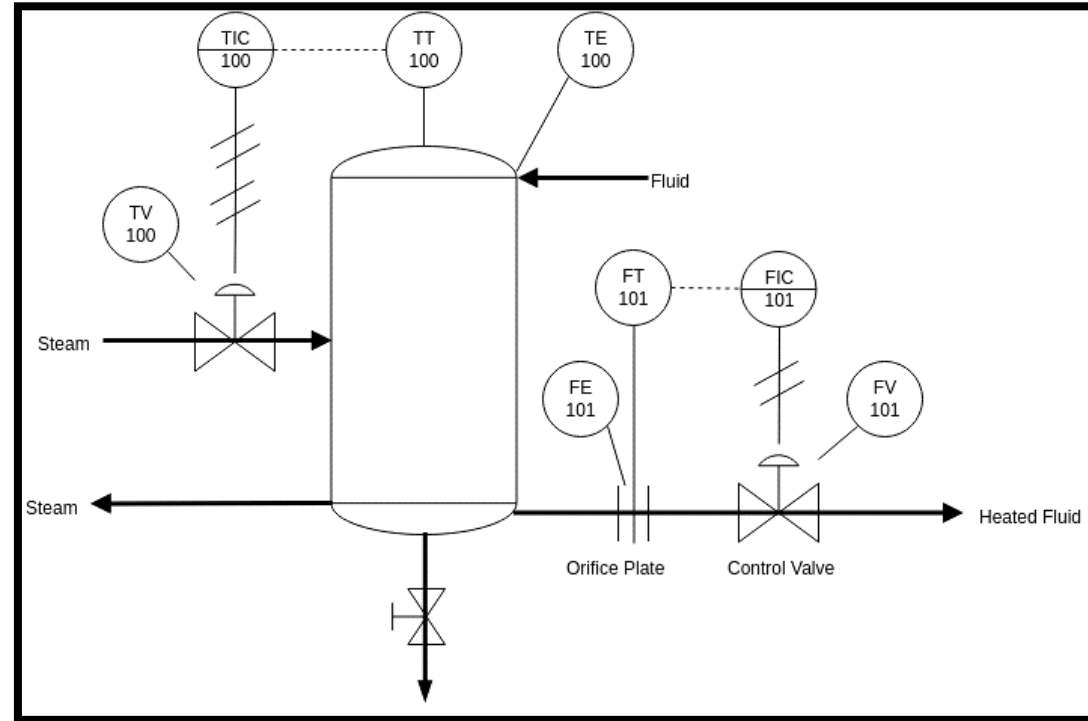 TIC
100
TT
100
TE
100
Fluid
TV
100
FT
101
FIC
101
Steam
FE
101
FV
101
Steam
Heated Fluid
Orifice Plate
Control Valve